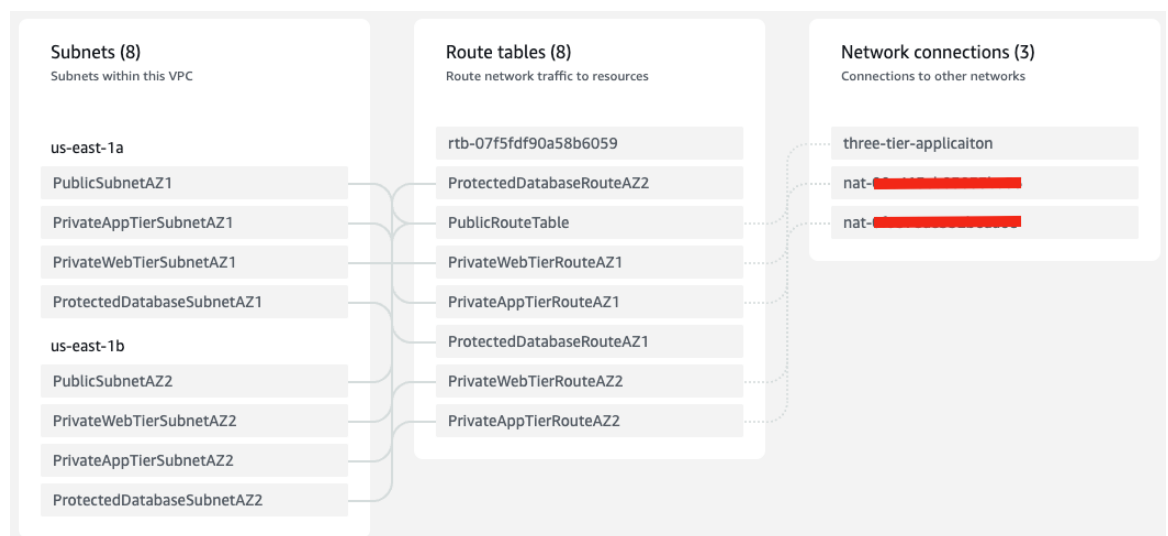 Subnets (8)
Subnets within this VPC
us-east-1a
PublicSubnetAZ1
PrivateAppTierSubnetAZ1
PrivateWebTierSubnetAZ1
ProtectedDatabaseSubnetAZ1
us-east-1b
PublicSubnetAZ2
PrivateWebTierSubnetAZ2
PrivateAppTierSubnetAZ2
ProtectedDatabaseSubnetAZ2
Route tables (8)
Route network traffic to resources
rtb-07f5fdf90a58b6059
ProtectedDatabaseRouteAZ2
PublicRouteTable
PrivateWebTierRouteAZ1
PrivateAppTierRouteAZ1
ProtectedDatabaseRouteAZ1
PrivateWebTierRouteAZ2
PrivateAppTierRouteAZ2
Network connections (3)
Connections to other networks
three-tier-applicaiton
nat-
nat-